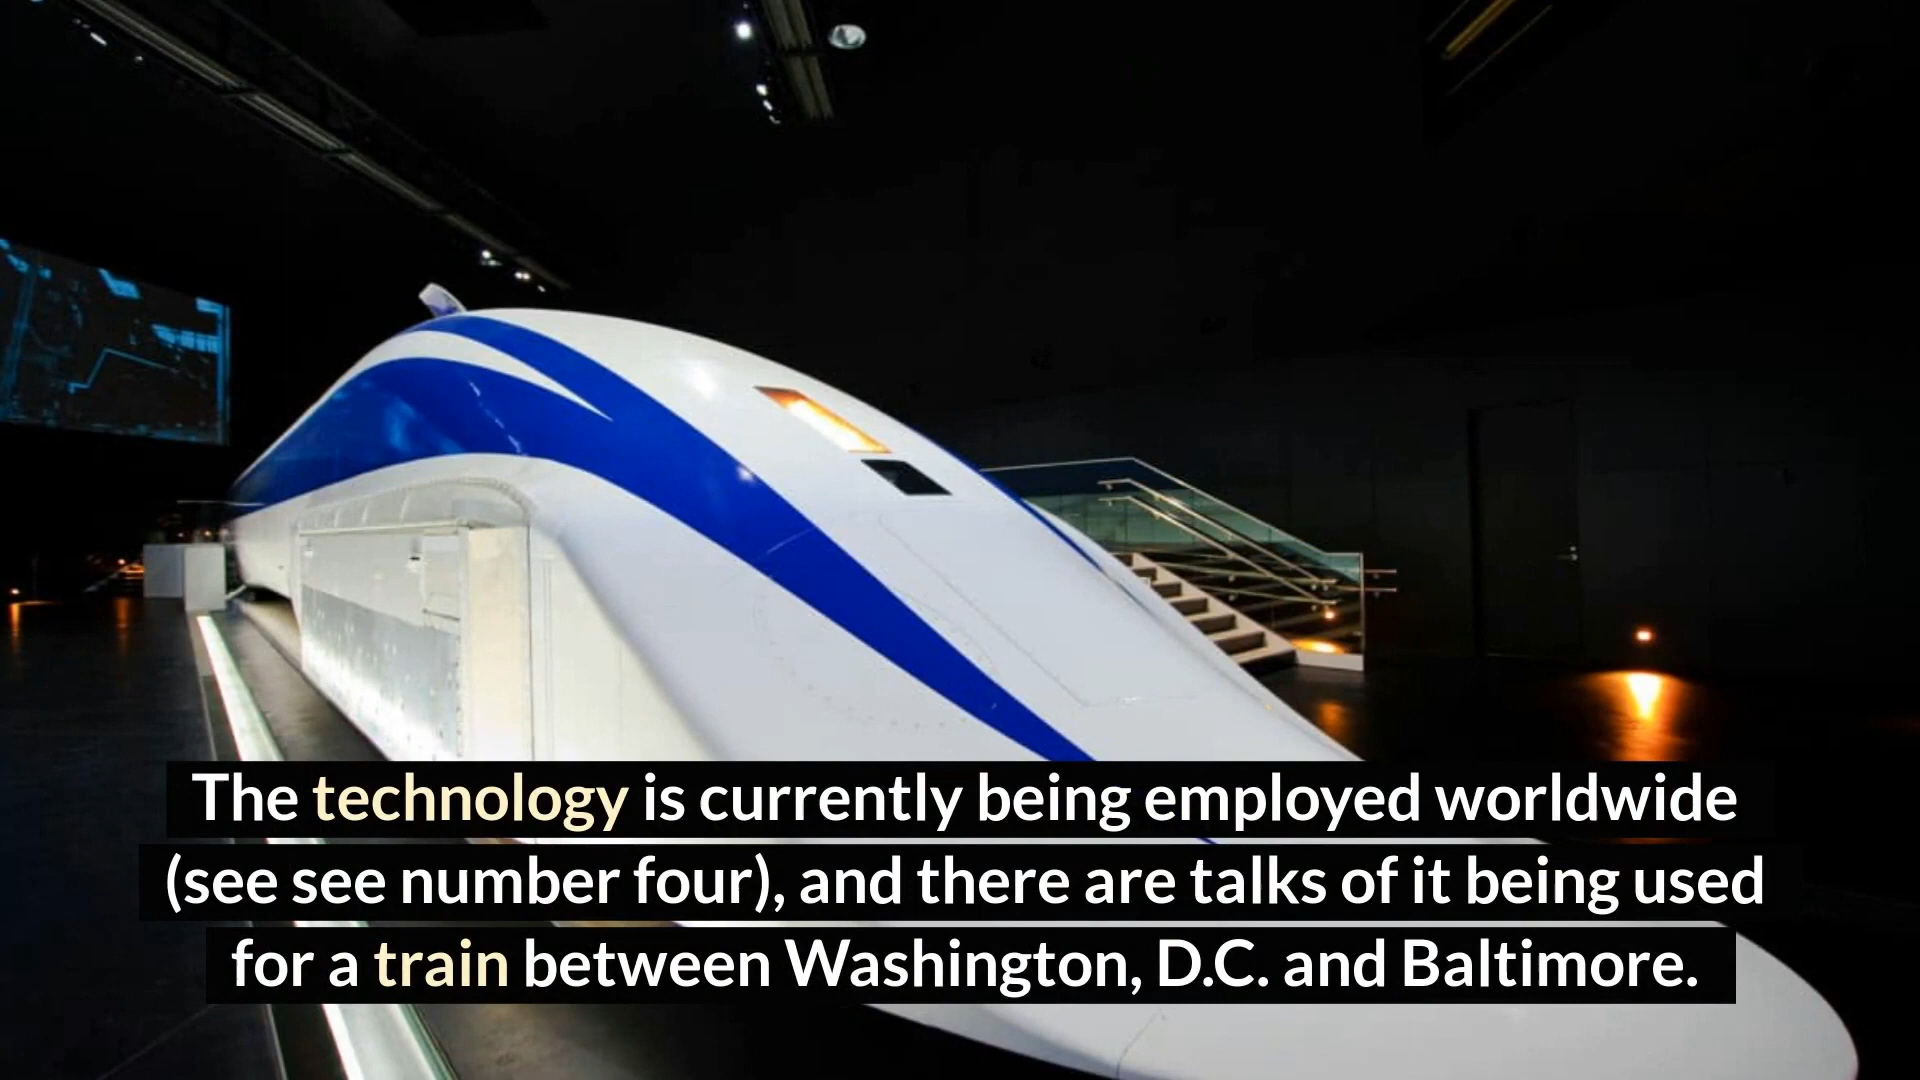 The technology is currently being employed worldwide
(see see number four), and there are talks of it being used
for a train between Washington, D.C. and Baltimore.